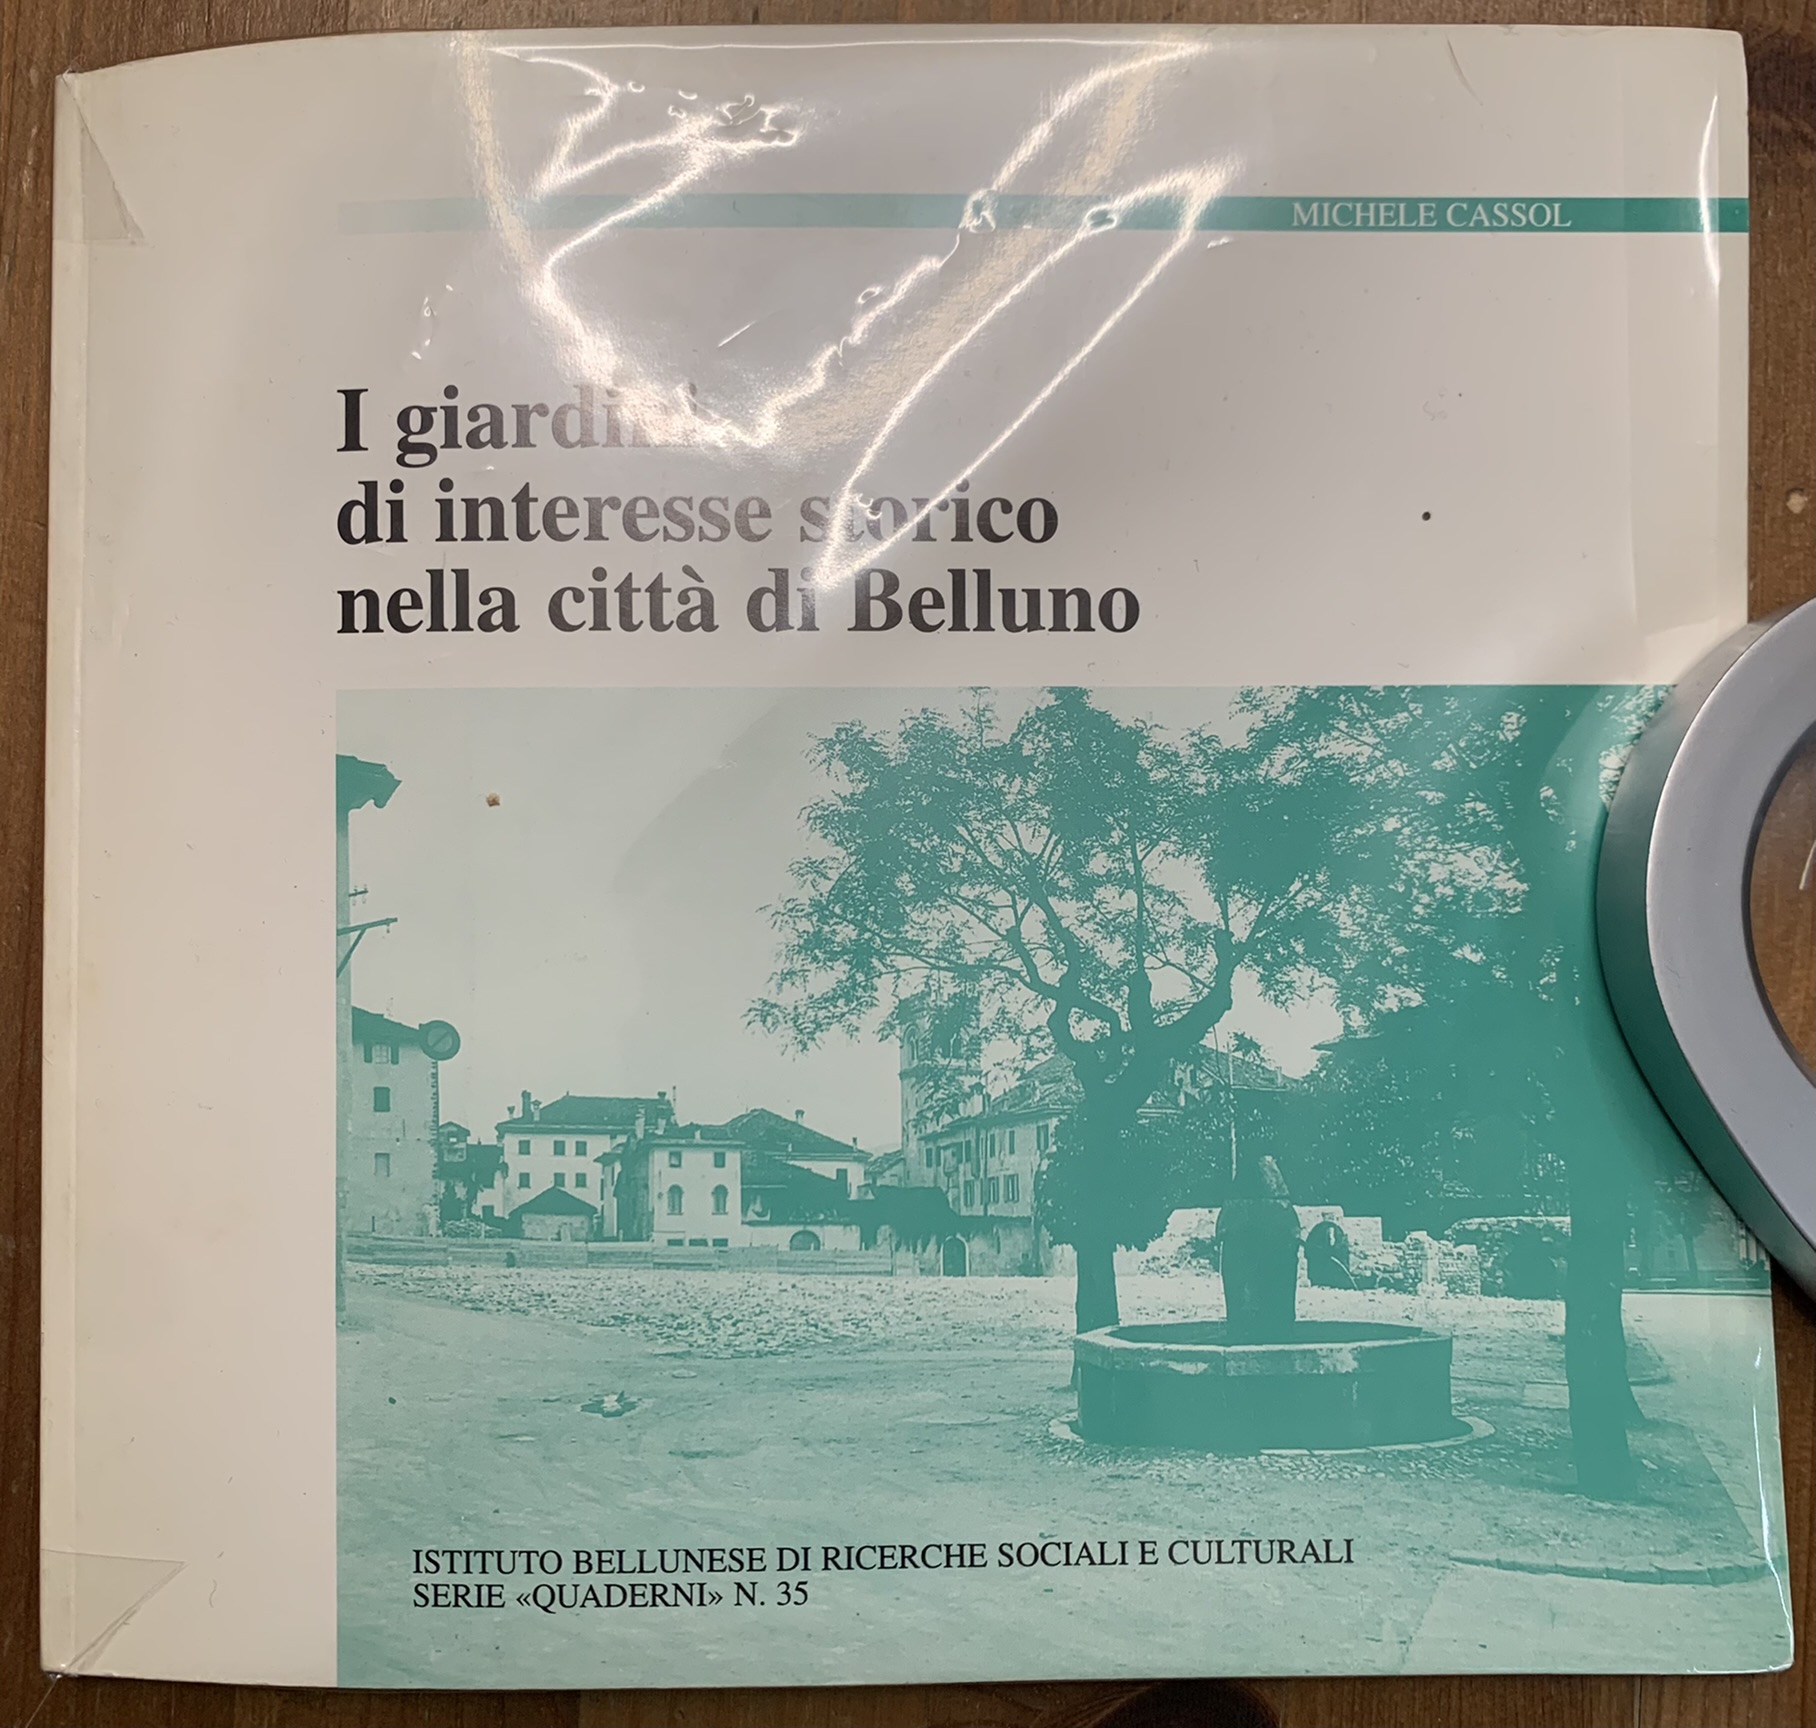 MICHELE CASSOL
I giardini
di interesse storico
nella città di Belluno
ISTITUTO BELLUNESE DI RICERCHE SOCIALI E CULTURALI
SERIE «QUADERNI» N. 35